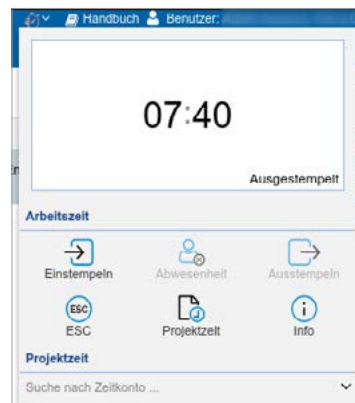 Handbuch Benutzer:
07:40
Ausgestempelt
Arbeitszeit
Einstempeln Abwesenheit Ausstempeln
ESC
ESC Projektzeit Info
Projektzeit
Suche nach Zeitkonto ...